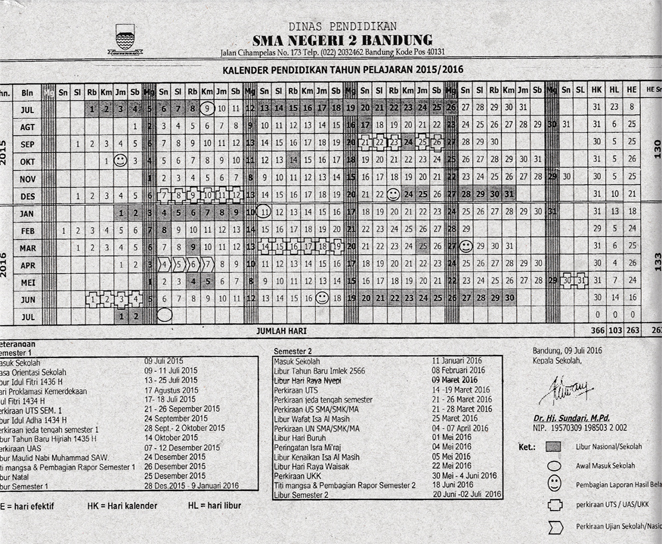 DINAS PENDIDIKAN
SMA NEGERI 2 BANDUNG
Jalan Cihampelas No. 173 Telp. (022) 2032462 Bandung Kode Pos 40131
KALENDER PENDIDIKAN TAHUN PELAJARAN 2015/2016
hn. Bln Mg Sn Sl Rb Km Jm Sb Mg Sn Sl Rb Km Jm Sb Mg Sn Sl Rb Km Jm Sb Mg Sn Sl Rb Km Jm Sb Mg Sn Sl Rb Km Jm Sb Mg Sn SL HK HL HE HE
JUL 1 2 3 4 5 6 7 8 9 10 11 12 13 14 15 16 17 18 19 20 21 22 23 24 25 26 27 28 29 30 31 31 23 8
AGT 1 2 3 4 5 6 7 8 9 10 11 12 13 14 15 16 17 18 19 20 21 22 23 24 25 26 27 28 29 30 31 31 6 25
SEP 1 2 3 4 5 6 7 8 9 10 11 12 13 14 15 16 17 18 19 20 21 22 23 24 25 26 27 28 29 30 30 5 25
2015
130
OKT 1 3 4 5 6 7 8 9 10 11 12 13 14 15 16 17 18 19 20 21 22 23 24 25 26 27 28 29 30 31 31 5 26
NOV 1 2 3 4 5 6 7 8 9 10 11 12 13 14 15 16 17 18 19 20 21 22 23 24 25 26 27 28 29 30 30 5 25
DES 1 2 3 4 5 6 7 8 9 10 11 12 13 14 15 16 17 18 19 20 21 22 24 25 26 27 28 29 30 31 31 10 21
JAN 1 2 3 4 5 6 7 8 9 10 11 12 13 14 15 16 17 18 19 20 21 22 23 24 25 26 27 28 29 30 31 31 13 18
FEB 1 2 3 4 5 6 7 8 9 10 11 12 13 14 15 16 17 18 19 20 21 22 23 24 25 26 27 28 29 29 5 24
MAR 1 2 3 4 5 6 7 8 9 10 11 12 13 14 15 16 17 18 19 20 21 22 23 24 25 26 27 29 30 31 31 6 25
2016
133
APR 1 2 3 4 5 6 7 8 9 10 11 12 13 14 15 16 17 18 19 20 21 22 23 24 25 26 27 28 29 30 30 4 26
MEI 1 2 3 4 5 6 7 8 9 10 11 12 13 14 15 16 17 18 19 20 21 22 23 24 25 26 27 28 29 30 31 31 7 24
JUN 1 2 3 4 5 6 7 8 9 10 11 12 13 14 15 16 17 18 19 20 21 22 23 24 25 26 27 28 29 30 30 14 16
JUL 1 2 0 0 0
JUMLAH HARI 366 103 263 26
eterangan
emester 1
asuk Sekolah 09 Juli 2015
asa Orientasi Sekolah 09 - 11 Juli 2015
bur Idul Fitri 1436 H 13 - 25 Juli 2015
ari Proklamasi Kemerdekaan 17 Agustus 2015
ul Fitri 1434 H 17- 18 Juli 2015
erkiraan UTS SEM. 1 21 - 26 September 2015
bur Idul Adha 1434 H 24 September 2015
erkiraan jeda tengah semester 1 28 Sept.- 2 Oktober 2015
bur Tahun Baru Hijriah 1435 H 14 Oktober 2015
erkiraan UAS 07 - 12 Desember 2015
bur Maulid Nabi Muhammad SAW. 24 Desember 2015
ti mangsa & Pembagian Rapor Semester 1 26 Desember 2015
bur Natal 25 Desember 2015
bur Semester 1 28 Des.2015 - 9 Januari 2016
Semester 2
Masuk Sekolah 11 Januari 2016
Libur Tahun Baru Imlek 2566 08 Februari 2016
Libur Hari Raya Nyepi 09 Maret 2016
Perkiraan UTS 14 -19 Maret 2016
Perkiraan jeda tengah semester 21 - 26 Maret 2016
Perkiraan US SMA/SMK/MA 21 - 28 Maret 2016
Libur Wafat Isa Al Masih 25 Maret 2016
Perkiraan UN SMA/SMK/MA 04 - 07 April 2016
Libur Hari Buruh 01 Mei 2016
Peringatan Isra Mi'raj 04 Mei 2016
Libur Kenaikan Isa Al Masih 05 Mei 2016
Libur Hari Raya Waisak 22 Mei 2016
Perkiraan UKK 30 Mei - 4 Juni 2016
Titi mangsa & Pembagian Rapor Semester 2 18 Juni 2016
Libur Semester 2 20 Juni -02 Juli 2016
Bandung, 09 Juli 2016
Kepala Sekolah,
Dr. Hj. Sundari, M.Pd.
NIP. 19570309 198503 2 002
Ket.: Libur Nasional/Sekolah
Awal Masuk Sekolah
Pembagian Laporan Hasil Bela
perkiraan UTS / UAS/UKK
perkiraan Ujian Sekolah/Nasio
E = hari efektif HK = Hari kalender HL = hari libur